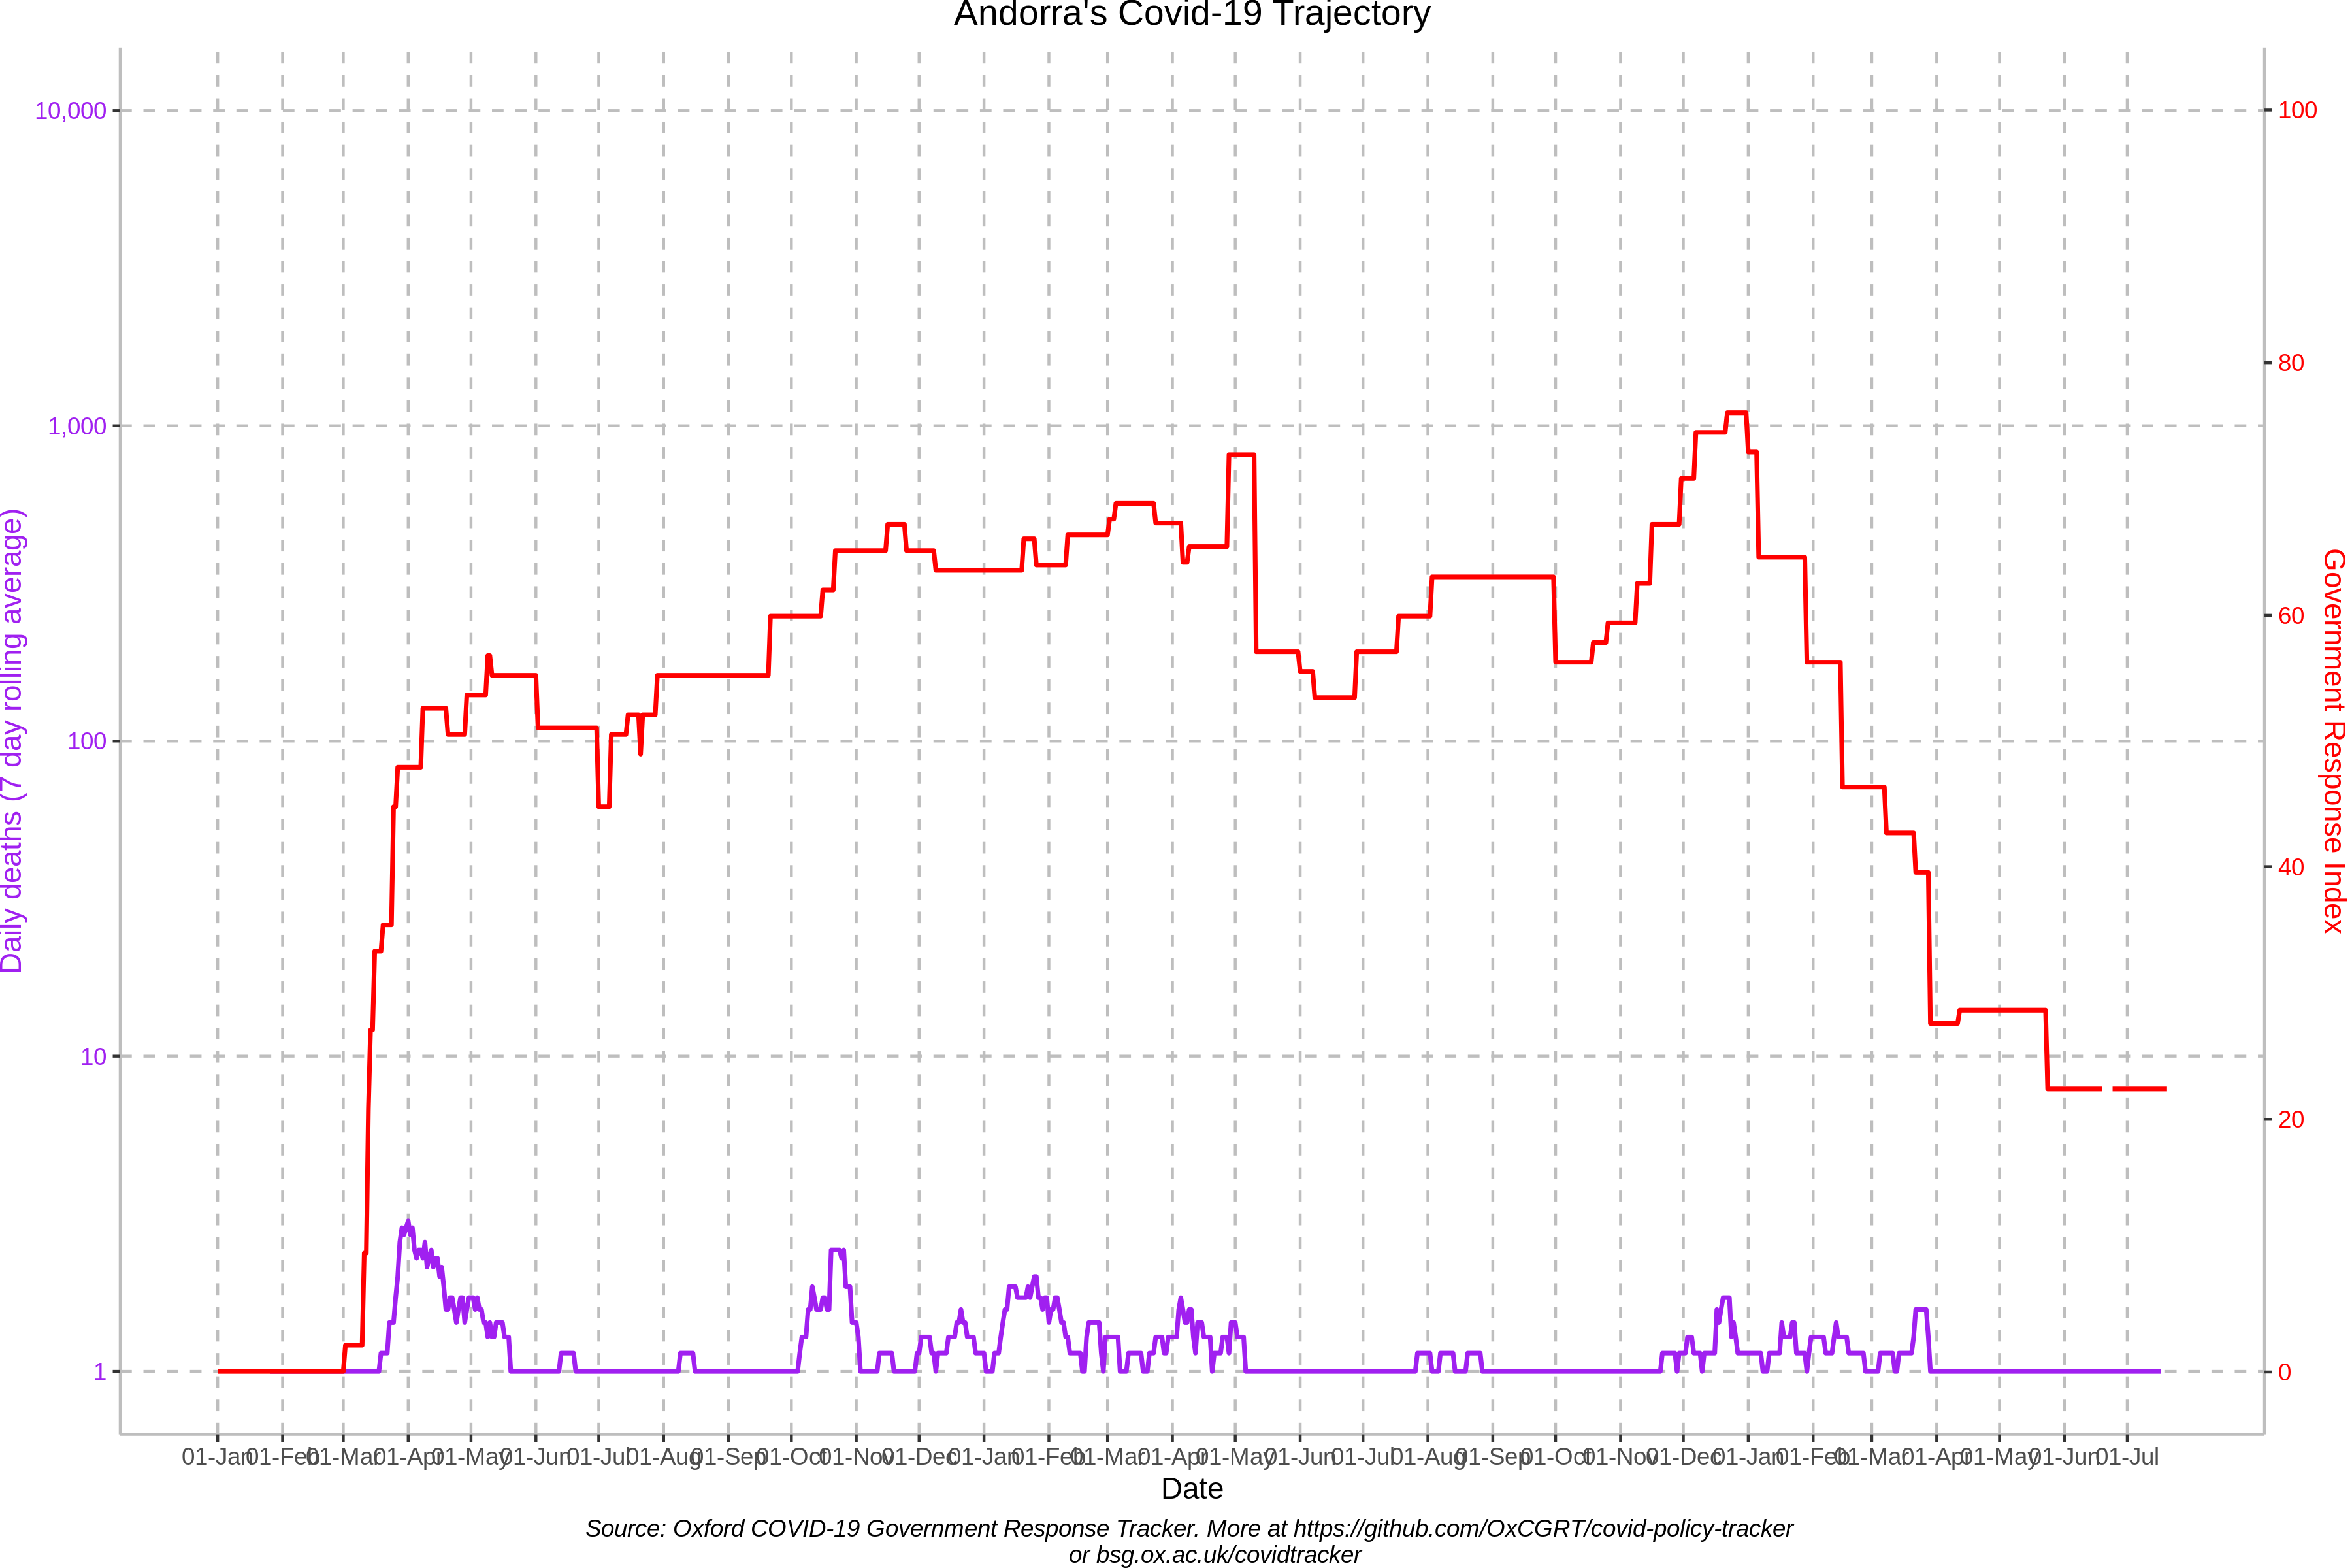 Andorra's Covid-19 Trajectory
10,000
1,000
100
10
1
Daily deaths (7 day rolling average)
100
80
60
40
20
0
Government Response Index
01-Jan 01-Feb 01-Mar 01-Apr 01-May 01-Jun 01-Jul 01-Aug 01-Sep 01-Oct 01-Nov 01-Dec 01-Jan 01-Feb 01-Mar 01-Apr 01-May 01-Jun 01-Jul 01-Aug 01-Sep 01-Oct 01-Nov 01-Dec 01-Jan 01-Feb 01-Mar 01-Apr 01-May 01-Jun 01-Jul
Date
Source: Oxford COVID-19 Government Response Tracker. More at https://github.com/OxCGRT/covid-policy-tracker
or bsg.ox.ac.uk/covidtracker